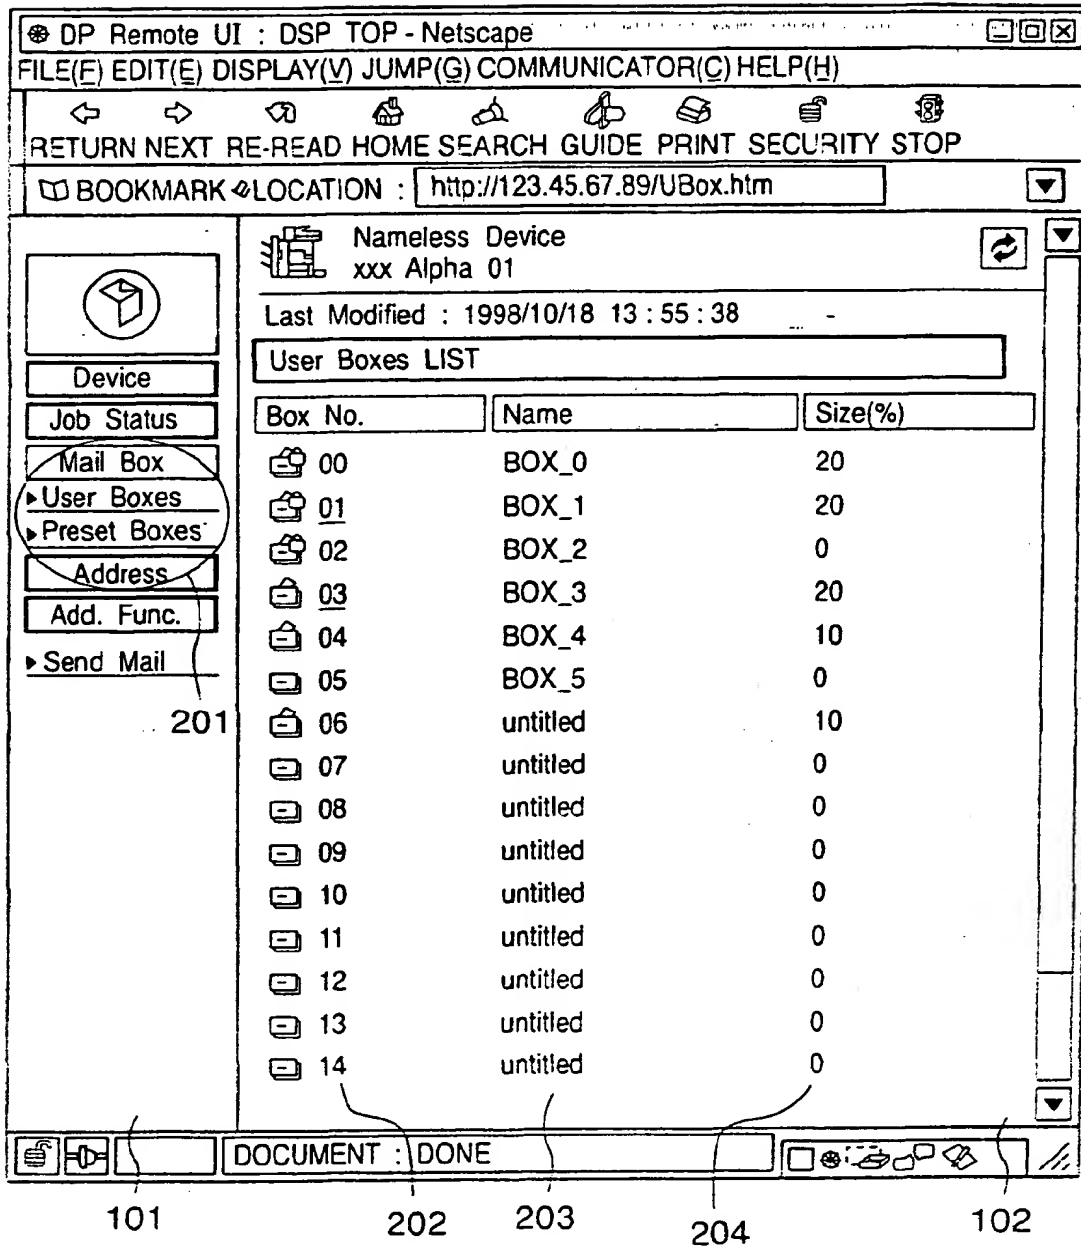 DP Remote UI : DSP TOP - Netscape
FILE(F) EDIT(E) DISPLAY(V) JUMP(G) COMMUNICATOR(C) HELP(H)
RETURN NEXT RE-READ HOME SEARCH GUIDE PRINT SECURITY STOP
BOOKMARK LOCATION : http://123.45.67.89/UBox.htm
Nameless Device
xxx Alpha 01
Last Modified : 1998/10/18 13 : 55 : 38
User Boxes LIST
Device
Job Status
Mail Box
User Boxes
Preset Boxes
Address
Add. Func.
Send Mail
201
Box No. Name Size(%)
00 BOX_0 20
01 BOX_1 20
02 BOX_2 0
03 BOX_3 20
04 BOX_4 10
05 BOX_5 0
06 untitled 10
07 untitled 0
08 untitled 0
09 untitled 0
10 untitled 0
11 untitled 0
12 untitled 0
13 untitled 0
14 untitled 0
DOCUMENT : DONE
101 202 203 204 102